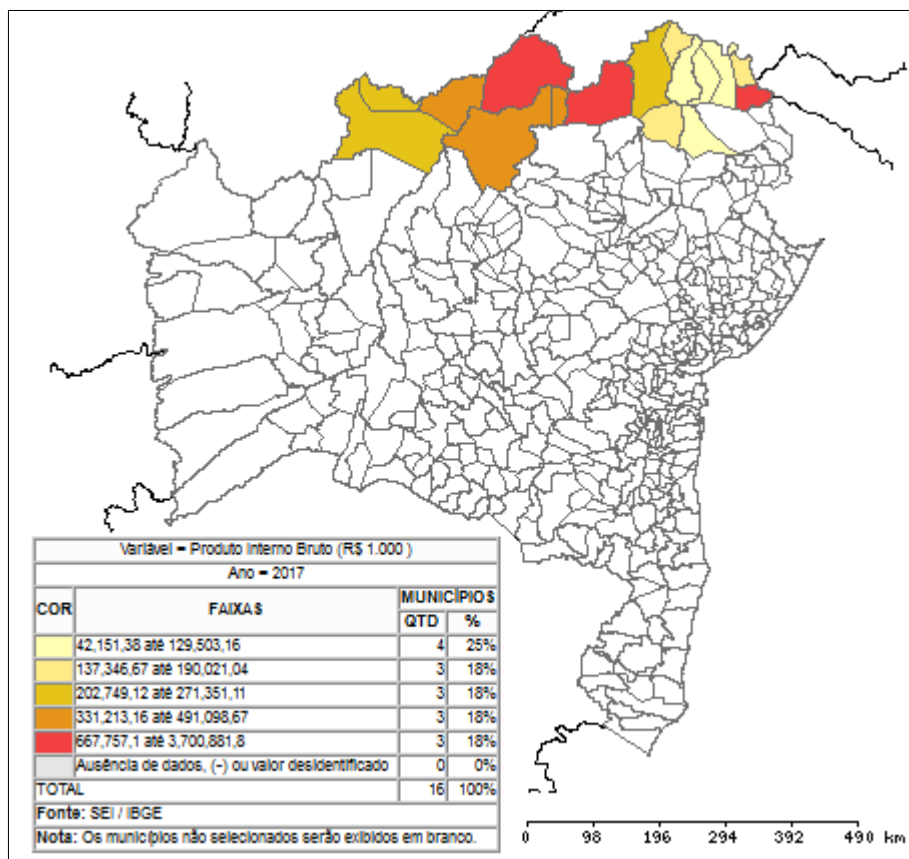 Variável = Produto Interno Bruto (R$ 1.000 )
Ano = 2017
COR FAIXAS MUNICÍPIOS
QTD %
42,151,38 até 129,503,16 4 25%
137,346,67 até 190,021,04 3 18%
202,749,12 até 271,351,11 3 18%
331,213,16 até 491,098,67 3 18%
667,757,1 até 3,700,881,8 3 18%
Ausência de dados, (-) ou valor desidentificado 0 0%
TOTAL 16 100%
Fonte: SEI / IBGE
Nota: Os municípios não selecionados serão exibidos em branco.
0 98 196 294 392 490 km